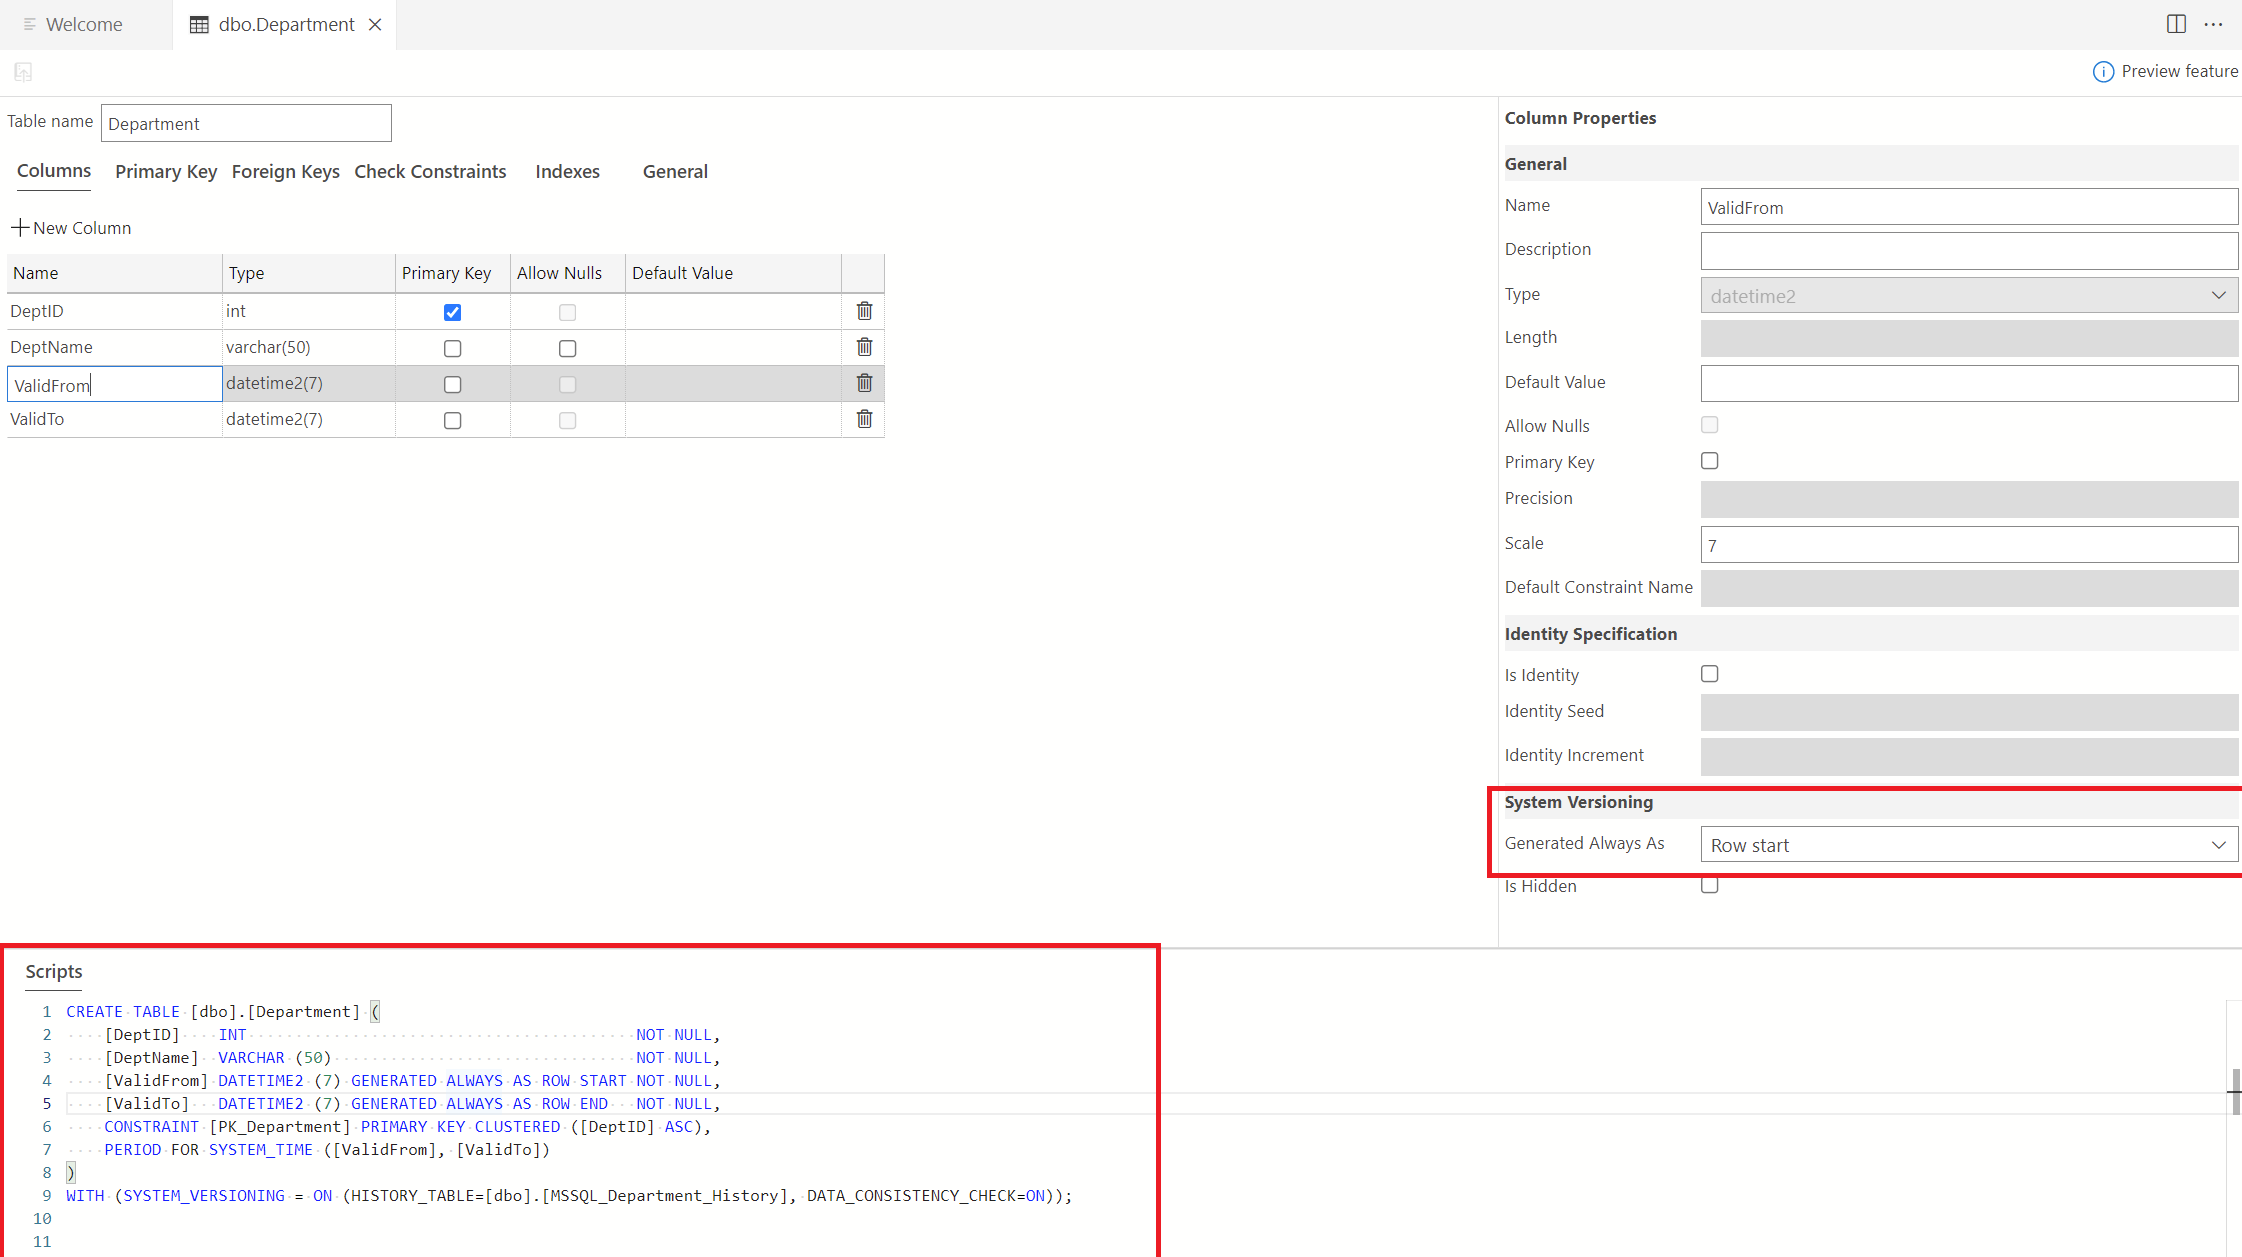 Welcome
dbo.Department
Preview feature
Table name Department
Columns Primary Key Foreign Keys Check Constraints Indexes General
New Column
Name Type Primary Key Allow Nulls Default Value
DeptID int
DeptName varchar(50)
ValidFrom datetime2(7)
ValidTo datetime2(7)
Column Properties
General
Name ValidFrom
Description
Type datetime2
Length
Default Value
Allow Nulls
Primary Key
Precision
Scale 7
Default Constraint Name
Identity Specification
Is Identity
Identity Seed
Identity Increment
System Versioning
Generated Always As Row start
Is Hidden
Scripts
1 CREATE TABLE [dbo].[Department] (
2 [DeptID] INT NOT NULL,
3 [DeptName] VARCHAR (50) NOT NULL,
4 [ValidFrom] DATETIME2 (7) GENERATED ALWAYS AS ROW START NOT NULL,
5 [ValidTo] DATETIME2 (7) GENERATED ALWAYS AS ROW END NOT NULL,
6 CONSTRAINT [PK_Department] PRIMARY KEY CLUSTERED ([DeptID] ASC),
7 PERIOD FOR SYSTEM_TIME ([ValidFrom], [ValidTo])
8 )
9 WITH (SYSTEM_VERSIONING = ON (HISTORY_TABLE=[dbo].[MSSQL_Department_History], DATA_CONSISTENCY_CHECK=ON));
10
11